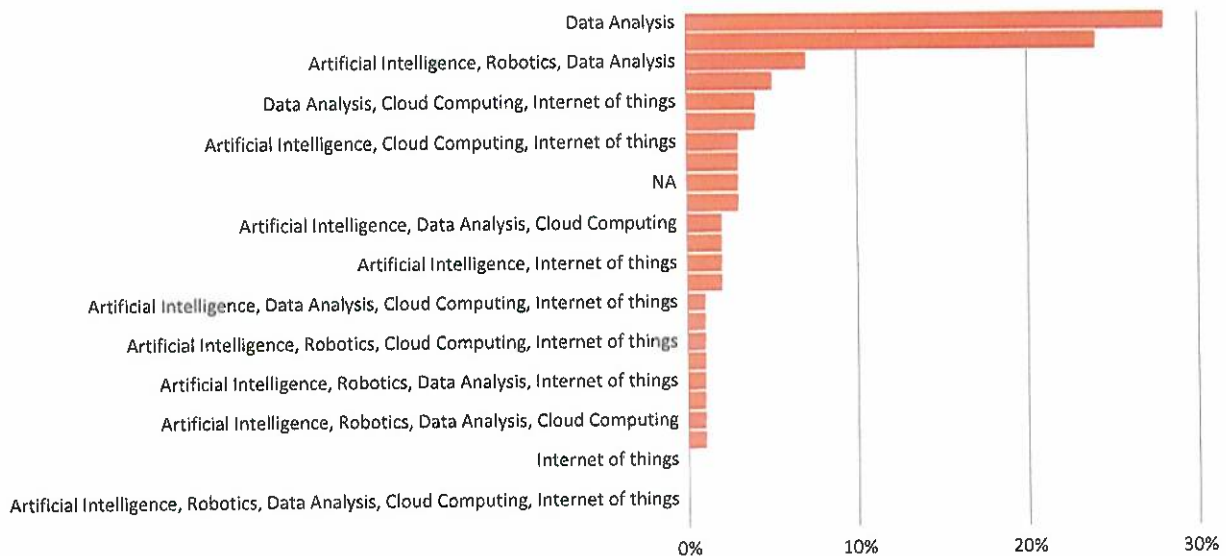 Data Analysis
Artificial Intelligence, Robotics, Data Analysis
Data Analysis, Cloud Computing, Internet of things
Artificial Intelligence, Cloud Computing, Internet of things
NA
Artificial Intelligence, Data Analysis, Cloud Computing
Artificial Intelligence, Internet of things
Artificial Intelligence, Data Analysis, Cloud Computing, Internet of things
Artificial Intelligence, Robotics, Cloud Computing, Internet of things
Artificial Intelligence, Robotics, Data Analysis, Internet of things
Artificial Intelligence, Robotics, Data Analysis, Cloud Computing
Internet of things
Artificial Intelligence, Robotics, Data Analysis, Cloud Computing, Internet of things
0% 10% 20% 30%